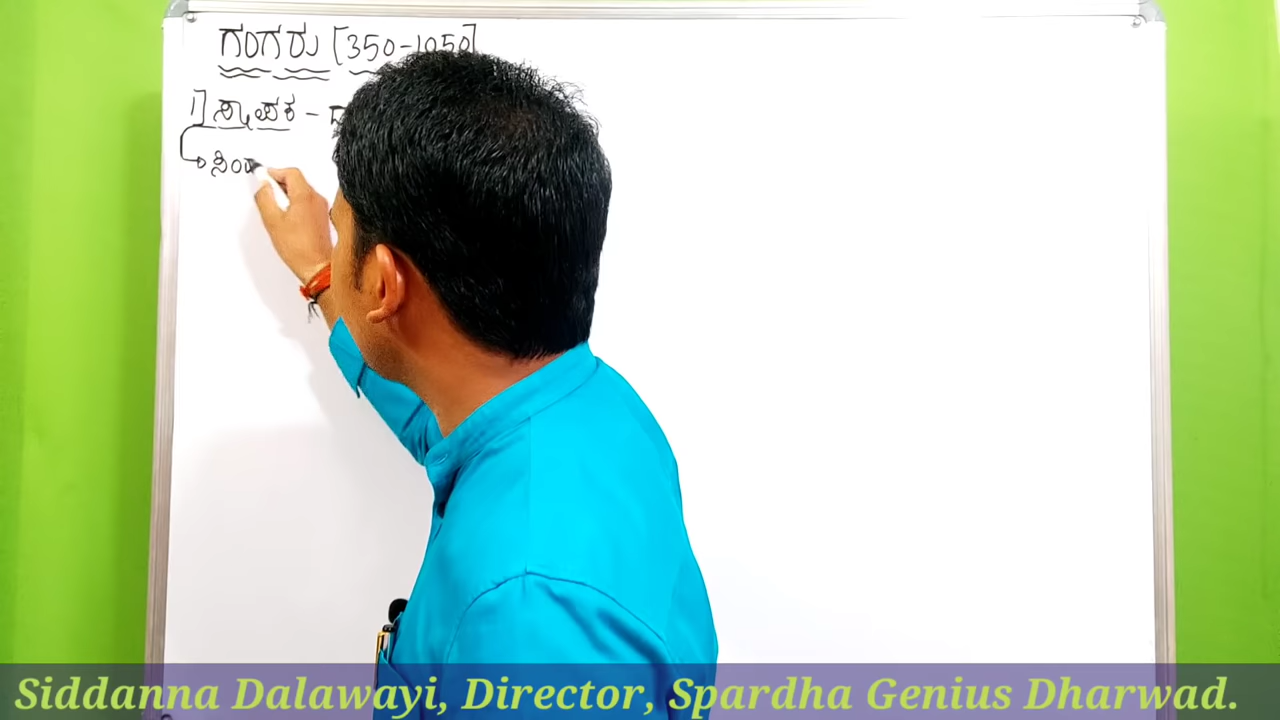 ಗಂಗರು [350-1050]
1] ಸ್ಥಾಪಕ -
Siddanna Dalawayi, Director, Spardha Genius Dharwad.